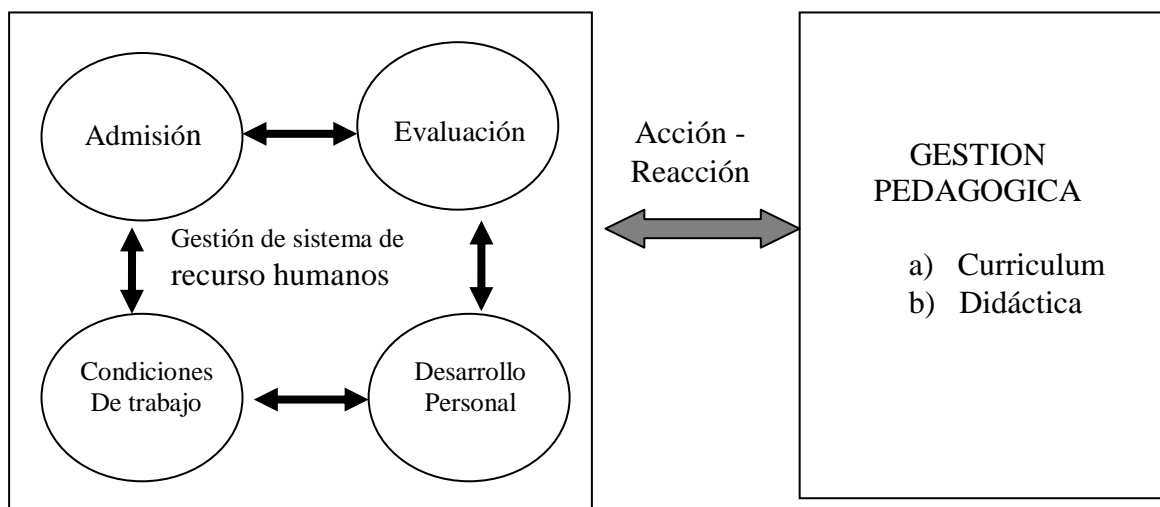 Admisión
Evaluación
Gestión de sistema de
recurso humanos
Condiciones
De trabajo
Desarrollo
Personal
Acción -
Reacción
GESTION
PEDAGOGICA
a) Curriculum
b) Didáctica